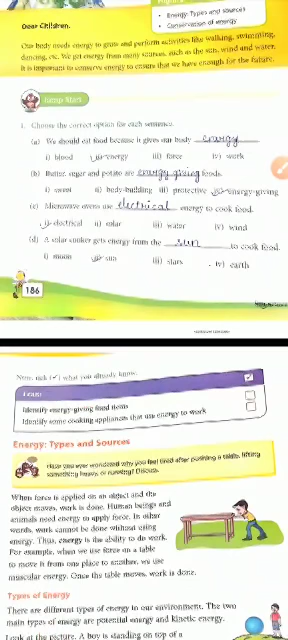 • Energy: Types and Sources
• Conservation of energy
Dear Children,
Our body needs energy to grow and perform activities like walking, swimming,
dancing, etc. We get energy from many sources, such as the sun, wind and water.
It is important to conserve energy to ensure that we have enough for the future.
Jump Start
1. Choose the correct option for each sentence.
(a) We should eat food because it gives our body energy
i) blood ii) energy iii) force iv) work
(b) Butter, sugar and potato are energy giving foods.
i) sweet ii) body-building iii) protective iv) energy-giving
(c) Microwave ovens use electrical energy to cook food.
i) electrical ii) solar iii) water iv) wind
(d) A solar cooker gets energy from the sun to cook food.
i) moon ii) sun iii) stars iv) earth
186
Now, tick (✓) what you already know.
I can:
Identify energy-giving food items
Identify some cooking appliances that use energy to work
Energy: Types and Sources
Have you ever wondered why you feel tired after pushing a table, lifting
something heavy, or running? Discuss.
When force is applied on an object and the
object moves, work is done. Human beings and
animals need energy to apply force. In other
words, work cannot be done without using
energy. Thus, energy is the ability to do work.
For example, when we use force on a table
to move it from one place to another, we use
muscular energy. Once the table moves, work is done.
Types of Energy
There are different types of energy in our environment. The two
main types of energy are potential energy and kinetic energy.
Look at the picture. A boy is standing on top of a